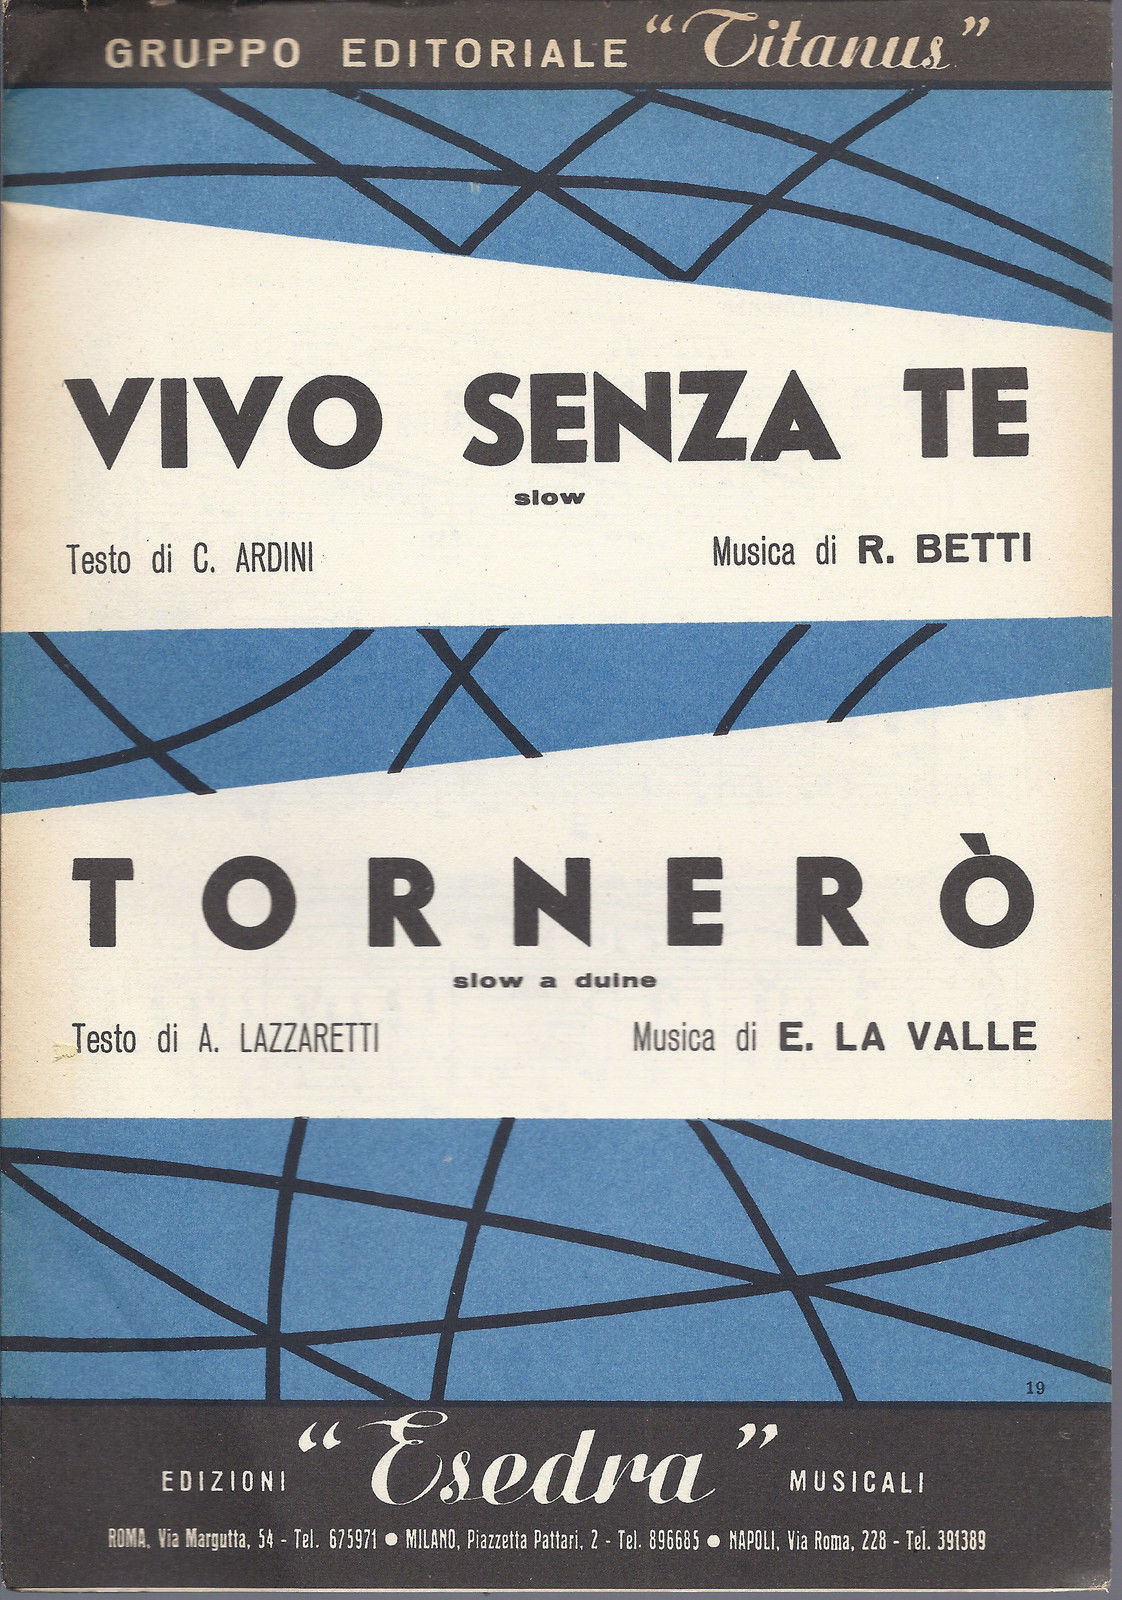 GRUPPO EDITORIALE "Titanus"
VIVO SENZA TE
slow
Testo di C. ARDINI Musica di R. BETTI
TORNERÒ
slow a duine
Testo di A. LAZZARETTI Musica di E. LA VALLE
19
EDIZIONI "Esedra" MUSICALI
ROMA, Via Margutta, 54 - Tel. 675971 ● MILANO, Piazzetta Pattari, 2 - Tel. 896685 ● NAPOLI, Via Roma, 228 - Tel. 391389